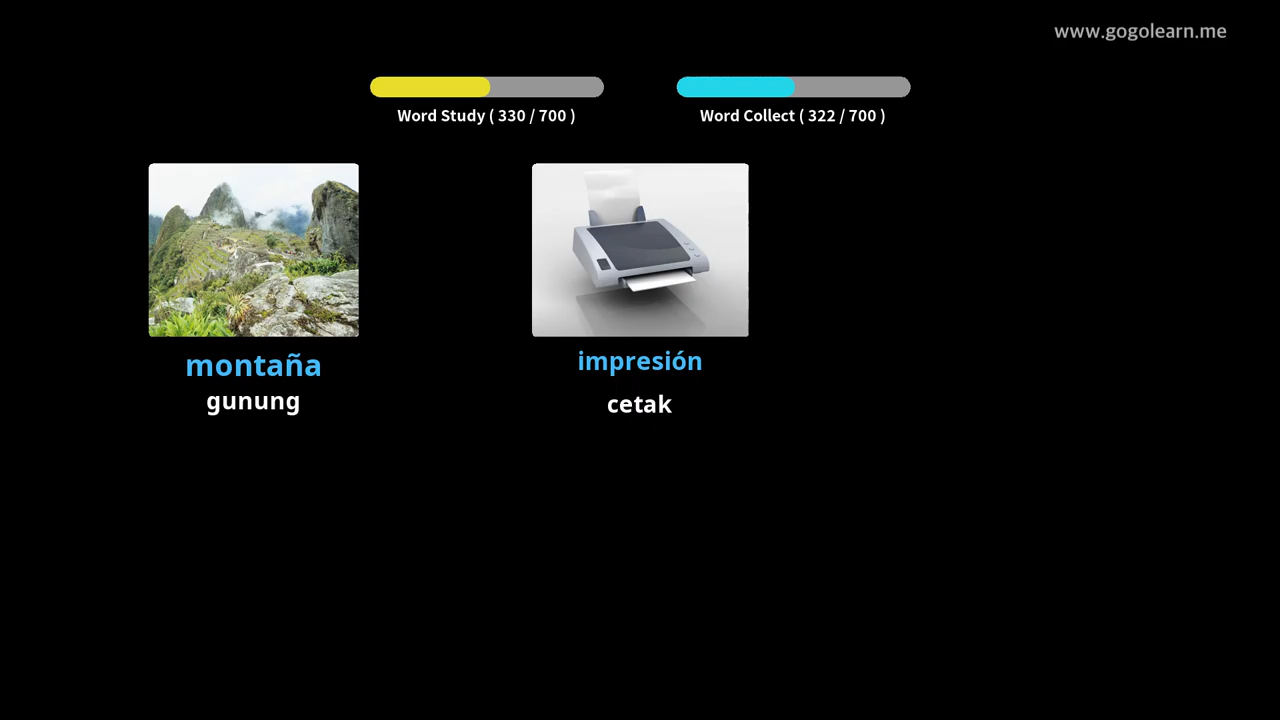 www.gogolearn.me
Word Study ( 330 / 700 )
Word Collect ( 322 / 700 )
montaña
gunung
impresión
cetak